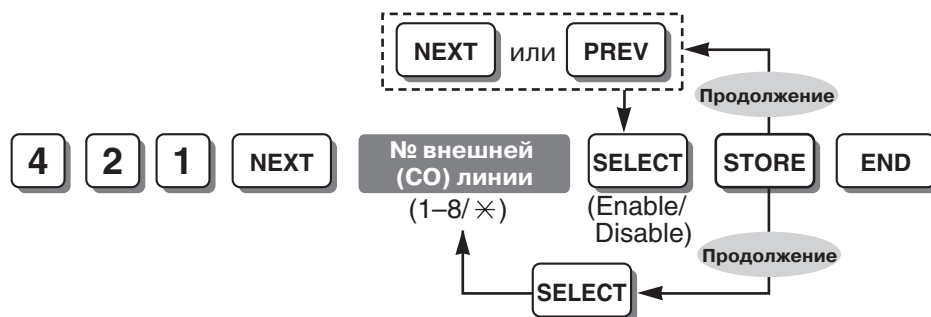 NEXT или PREV
Продолжение
4 2 1 NEXT № внешней (CO) линии SELECT STORE END
(1–8/✳)
(Enable/
Disable)
Продолжение
SELECT